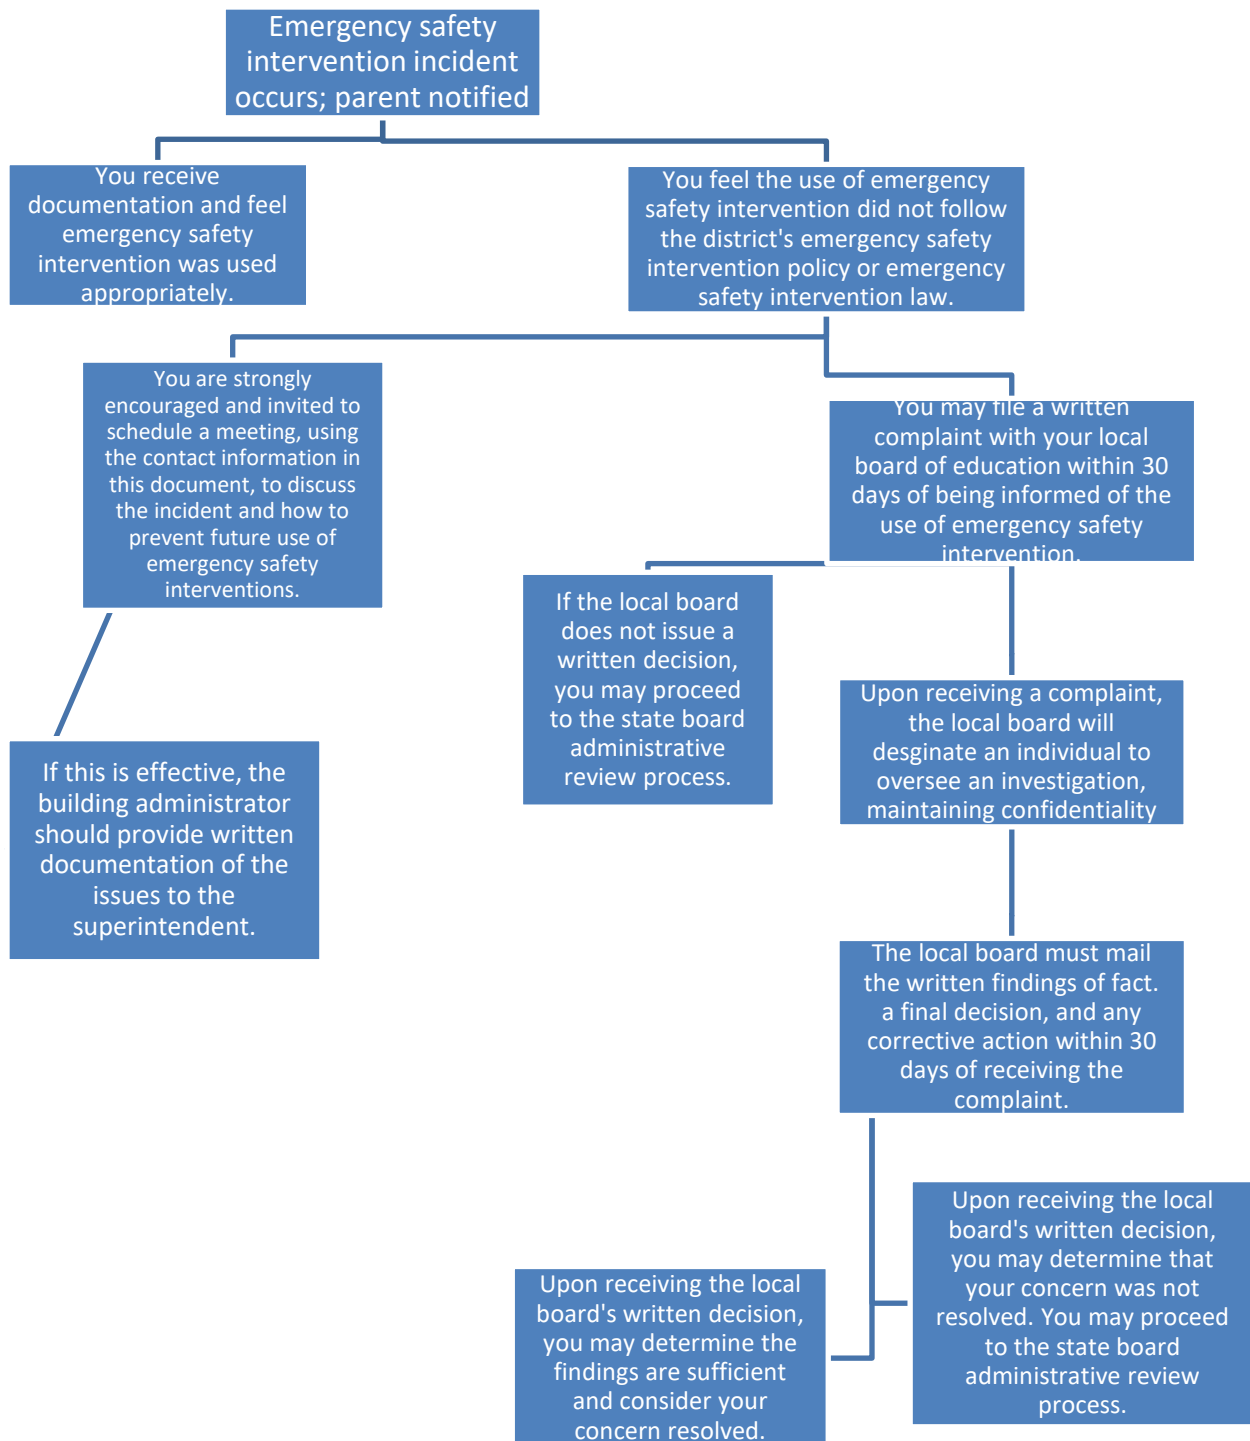 Emergency safety
intervention incident
occurs; parent notified
You receive
documentation and feel
emergency safety
intervention was used
appropriately.
You feel the use of emergency
safety intervention did not follow
the district's emergency safety
intervention policy or emergency
safety intervention law.
You are strongly
encouraged and invited to
schedule a meeting, using
the contact information in
this document, to discuss
the incident and how to
prevent future use of
emergency safety
interventions.
You may file a written
complaint with your local
board of education within 30
days of being informed of the
use of emergency safety
intervention.
If the local board
does not issue a
written decision,
you may proceed
to the state board
administrative
review process.
Upon receiving a complaint,
the local board will
desginate an individual to
oversee an investigation,
maintaining confidentiality
If this is effective, the
building administrator
should provide written
documentation of the
issues to the
superintendent.
The local board must mail
the written findings of fact.
a final decision, and any
corrective action within 30
days of receiving the
complaint.
Upon receiving the local
board's written decision,
you may determine that
your concern was not
resolved. You may proceed
to the state board
administrative review
process.
Upon receiving the local
board's written decision,
you may determine the
findings are sufficient
and consider your
concern resolved.